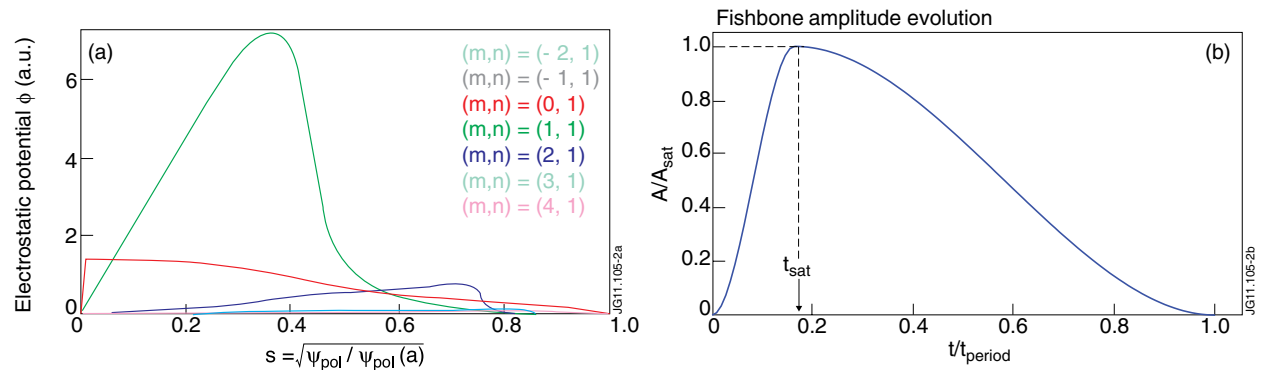 (a)
Electrostatic potential ϕ (a.u.)
6
4
2
0
(m,n) = (- 2, 1)
(m,n) = (- 1, 1)
(m,n) = (0, 1)
(m,n) = (1, 1)
(m,n) = (2, 1)
(m,n) = (3, 1)
(m,n) = (4, 1)
JG11.105-2a
0 0.2 0.4 0.6 0.8 1.0
s = √ψpol / ψpol (a)
Fishbone amplitude evolution
(b)
A/Asat
1.0
0.8
0.6
0.4
0.2
0
tsat
JG11.105-2b
0 0.2 0.4 0.6 0.8 1.0
t/tperiod